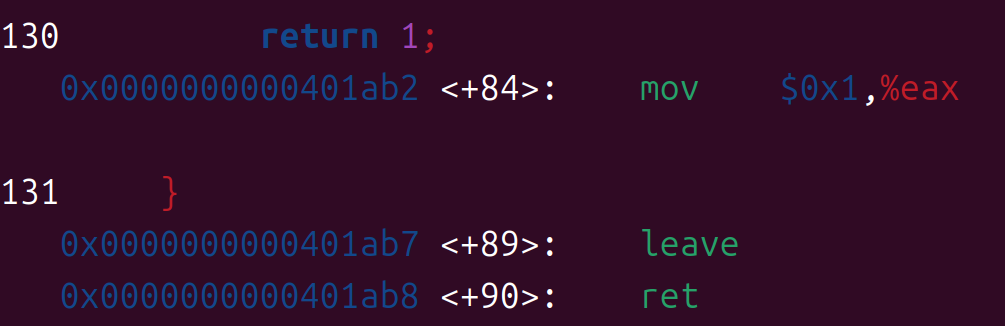 130          return 1;
   0x0000000000401ab2 <+84>:    mov    $0x1,%eax
131     }
   0x0000000000401ab7 <+89>:    leave
   0x0000000000401ab8 <+90>:    ret